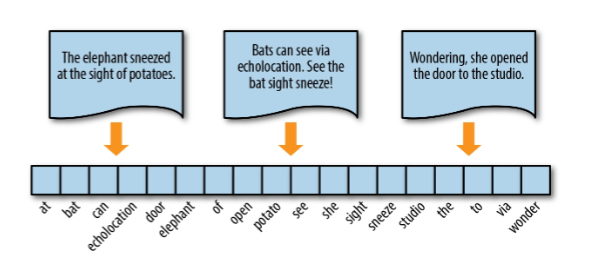 The elephant sneezed
at the sight of potatoes.
Bats can see via
echolocation. See the
bat sight sneeze!
Wondering, she opened
the door to the studio.
at
bat
can
echolocation
door
elephant
of
open
potato
see
she
sight
sneeze
studio
the
to
via
wonder